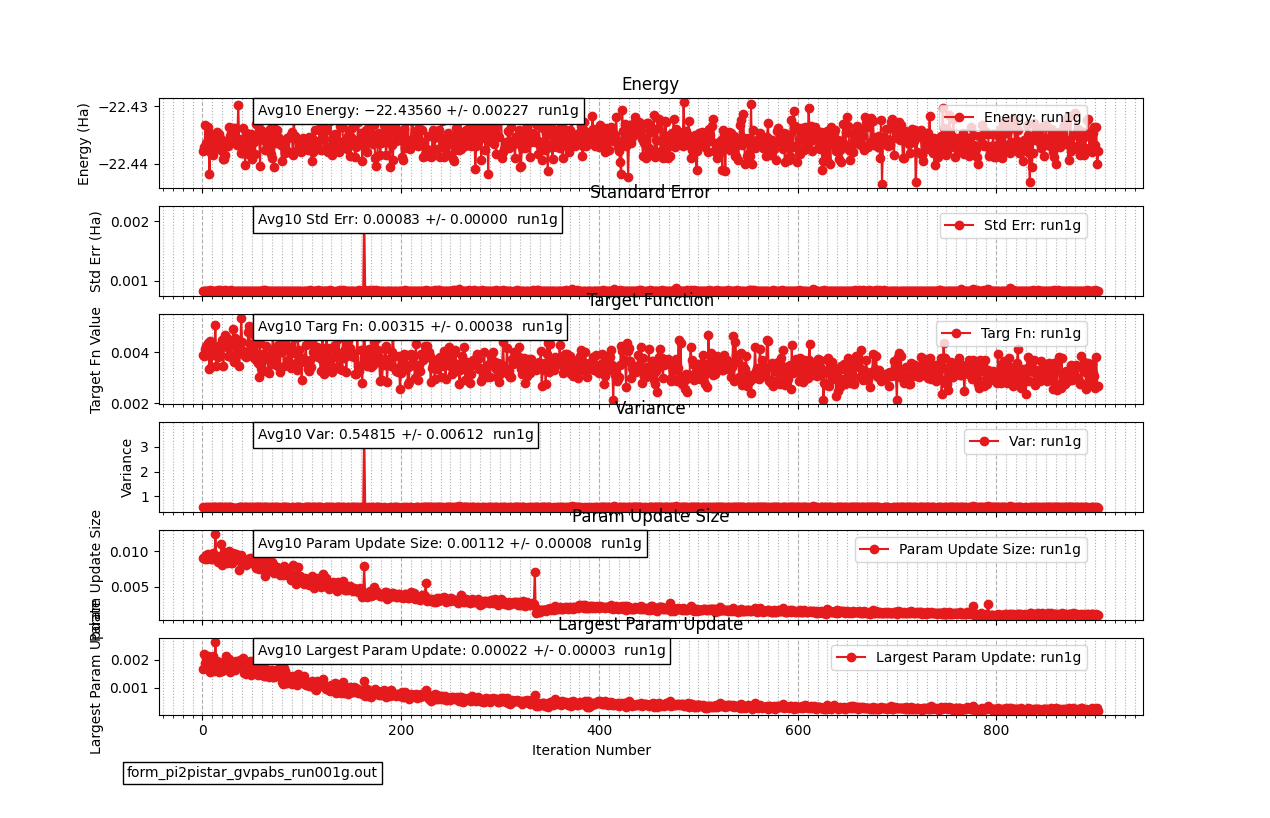 Energy
Energy (Ha)
−22.43
−22.44
Avg10 Energy: −22.43560 +/- 0.00227 run1g
Energy: run1g
Standard Error
Std Err (Ha)
0.002
0.001
Avg10 Std Err: 0.00083 +/- 0.00000 run1g
Std Err: run1g
Target Function
Target Fn Value
0.004
0.002
Avg10 Targ Fn: 0.00315 +/- 0.00038 run1g
Targ Fn: run1g
Variance
Variance
3
2
1
Avg10 Var: 0.54815 +/- 0.00612 run1g
Var: run1g
Param Update Size
Param Update Size
0.010
0.005
Avg10 Param Update Size: 0.00112 +/- 0.00008 run1g
Param Update Size: run1g
Largest Param Update
Largest Param Update
0.002
0.001
Avg10 Largest Param Update: 0.00022 +/- 0.00003 run1g
Largest Param Update: run1g
0
200
400
600
800
Iteration Number
form_pi2pistar_gvpabs_run001g.out